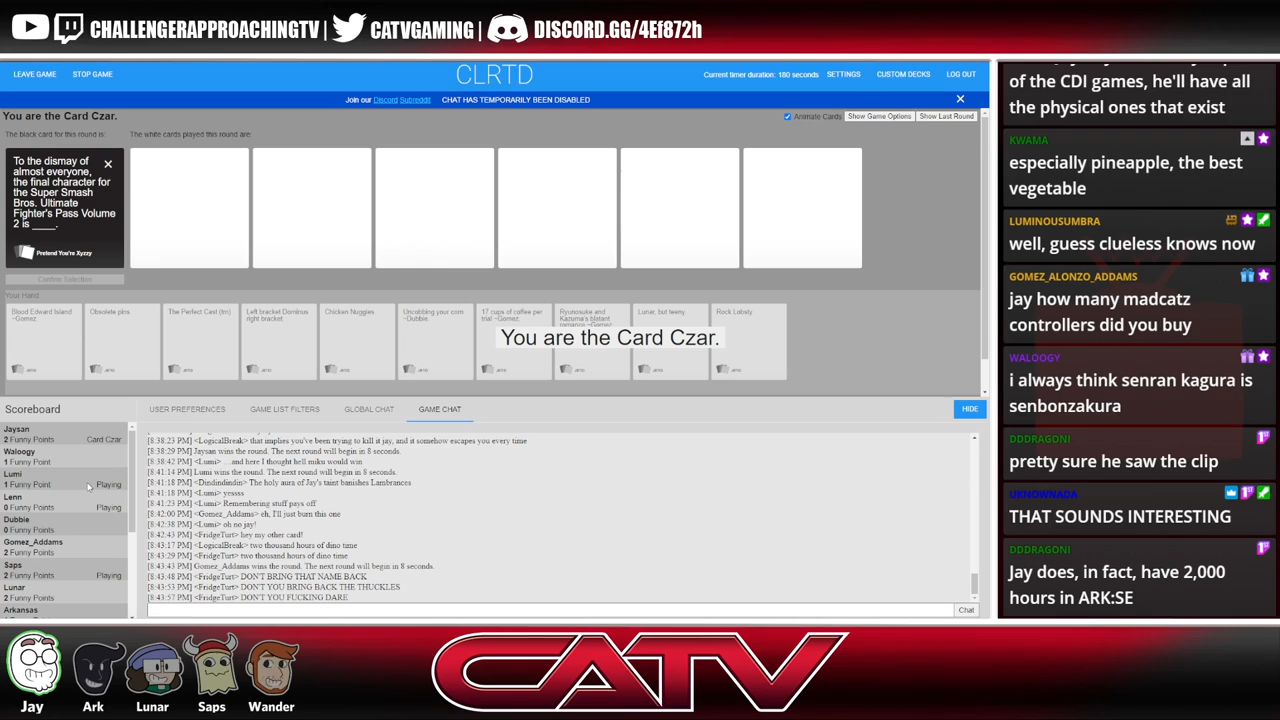 CHALLENGERAPPROACHINGTV | CATVGAMING | DISCORD.GG/4Ef872h
LEAVE GAME STOP GAME CLRTD Current timer duration: 180 seconds SETTINGS CUSTOM DECKS LOG OUT
Join our Discord Subreddit CHAT HAS TEMPORARILY BEEN DISABLED
You are the Card Czar.
Animate Cards Show Game Options Show Last Round
The black card for this round is: The white cards played this round are:
To the dismay of
almost everyone,
the final character for
the Super Smash
Bros. Ultimate
Fighter's Pass Volume
2 is ____.
Pretend You're Xyzzy
Confirm Selection
Your Hand
Blood Edward Island
~Gomez
Obsolete pins
The Perfect Cast (tm)
Left bracket Dominus
right bracket
Chicken Nuggies
Uncobbing your corn
~Dubbie
17 cups of coffee per
trial ~Gomez
Ryunosuke and
Kazuma's blatant
romance ~Gomez
Lunar, but teeny.
Rock Lobsty
You are the Card Czar.
Scoreboard
USER PREFERENCES GAME LIST FILTERS GLOBAL CHAT GAME CHAT HIDE
Jaysan
2 Funny Points Card Czar
Waloogy
1 Funny Point
Lumi
1 Funny Point Playing
Lenn
0 Funny Points Playing
Dubbie
0 Funny Points
Gomez_Addams
2 Funny Points
Saps
2 Funny Points Playing
Lunar
2 Funny Points
Arkansas
[8:38:23 PM] <LogicalBreak> that implies you've been trying to kill it jay, and it somehow escapes you every time
[8:38:29 PM] Jaysan wins the round. The next round will begin in 8 seconds.
[8:38:42 PM] <Lumi> ....and here I thought hell miku would win
[8:41:14 PM] Lumi wins the round. The next round will begin in 8 seconds.
[8:41:18 PM] <Dindindindin> The holy aura of Jay's taint banishes Lambrances
[8:41:18 PM] <Lumi> yessss
[8:41:23 PM] <Lumi> Remembering stuff pays off
[8:42:00 PM] <Gomez_Addams> eh, I'll just burn this one
[8:42:38 PM] <Lumi> oh no jay!
[8:42:43 PM] <FridgeTurt> hey my other card!
[8:43:17 PM] <LogicalBreak> two thousand hours of dino time
[8:43:29 PM] <FridgeTurt> two thousand hours of dino time
[8:43:43 PM] Gomez_Addams wins the round. The next round will begin in 8 seconds.
[8:43:48 PM] <FridgeTurt> DON'T BRING THAT NAME BACK
[8:43:53 PM] <FridgeTurt> DON'T YOU BRING BACK THE THUCKLES
[8:43:57 PM] <FridgeTurt> DON'T YOU FUCKING DARE
Chat
of the CDI games, he'll have all
the physical ones that exist
KWAMA
especially pineapple, the best
vegetable
LUMINOUSUMBRA
well, guess clueless knows now
GOMEZ_ALONZO_ADDAMS
jay how many madcatz
controllers did you buy
WALOOGY
i always think senran kagura is
senbonzakura
DDDRAGONI
pretty sure he saw the clip
UKNOWNADA
THAT SOUNDS INTERESTING
DDDRAGONI
Jay does, in fact, have 2,000
hours in ARK:SE
Jay Ark Lunar Saps Wander
CATV